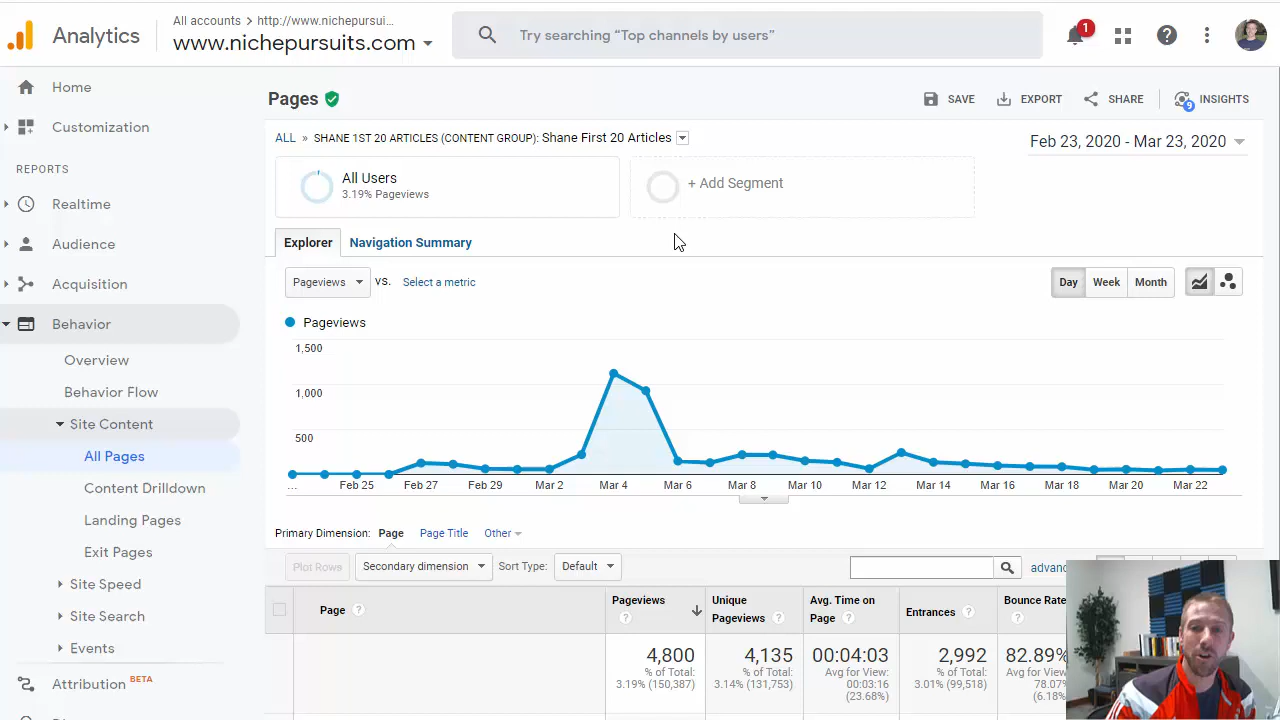 All accounts > http://www.nichepursui...
Analytics
www.nichepursuits.com
Try searching “Top channels by users”
1
Home
Customization
REPORTS
Realtime
Audience
Acquisition
Behavior
Overview
Behavior Flow
Site Content
All Pages
Content Drilldown
Landing Pages
Exit Pages
Site Speed
Site Search
Events
Attribution BETA
Pages
SAVE
EXPORT
SHARE
9
INSIGHTS
ALL » SHANE 1ST 20 ARTICLES (CONTENT GROUP): Shane First 20 Articles
Feb 23, 2020 - Mar 23, 2020
All Users
3.19% Pageviews
+ Add Segment
Explorer
Navigation Summary
Pageviews
VS.
Select a metric
Day
Week
Month
Pageviews
1,500
1,000
500
... Feb 25 Feb 27 Feb 29 Mar 2 Mar 4 Mar 6 Mar 8 Mar 10 Mar 12 Mar 14 Mar 16 Mar 18 Mar 20 Mar 22
Primary Dimension: Page Page Title Other
Plot Rows
Secondary dimension
Sort Type:
Default
Page ?
Pageviews ?
Unique Pageviews ?
Avg. Time on Page ?
Entrances ?
Bounce Rate ?
4,800
% of Total:
3.19% (150,387)
4,135
% of Total:
3.14% (131,753)
00:04:03
Avg for View:
00:03:16
(23.68%)
2,992
% of Total:
3.01% (99,518)
82.89%
Avg for View:
78.07%
(6.18%)